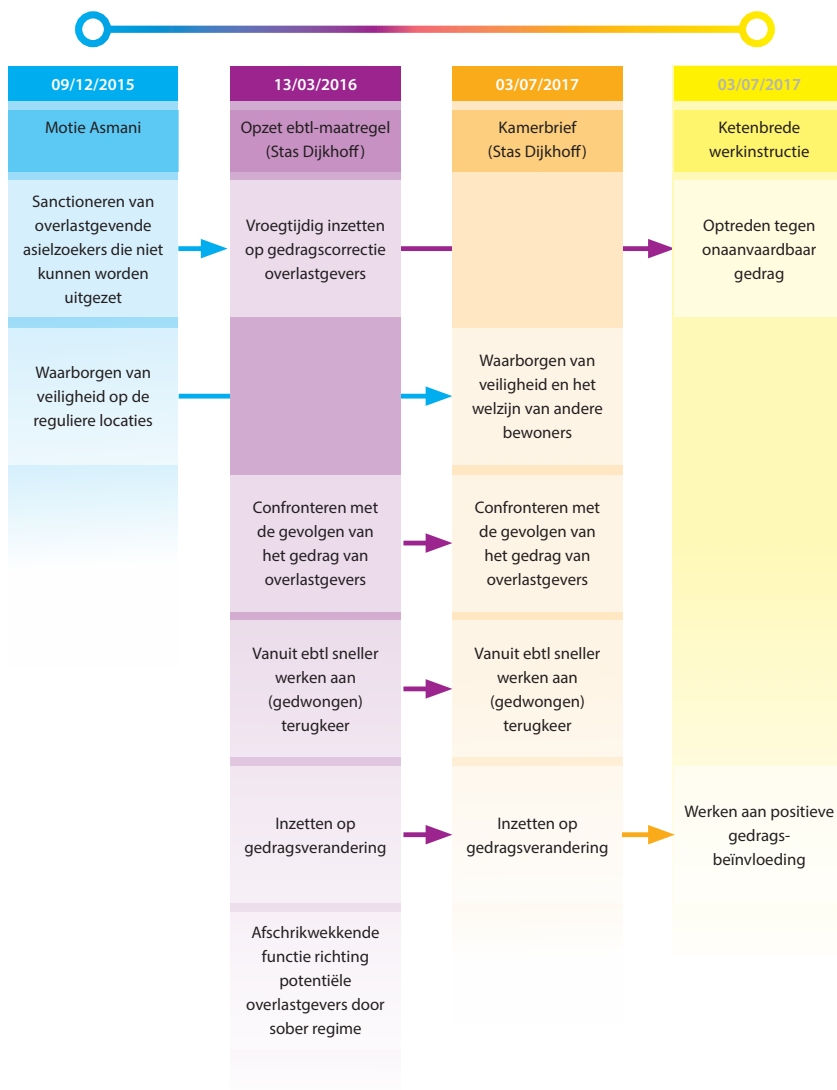 09/12/2015
Motie Asmani
Sanctioneren van
overlastgevende
asielzoekers die niet
kunnen worden
uitgezet
Waarborgen van
veiligheid op de
reguliere locaties
13/03/2016
Opzet ebtl-maatregel
(Stas Dijkhoff)
Vroegtijdig inzetten
op gedragscorrectie
overlastgevers
Confronteren met
de gevolgen van
het gedrag van
overlastgevers
Vanuit ebtl sneller
werken aan
(gedwongen)
terugkeer
Inzetten op
gedragsverandering
Afschrikwekkende
functie richting
potentiële
overlastgevers door
sober regime
03/07/2017
Kamerbrief
(Stas Dijkhoff)
Waarborgen van
veiligheid en het
welzijn van andere
bewoners
Confronteren met
de gevolgen van
het gedrag van
overlastgevers
Vanuit ebtl sneller
werken aan
(gedwongen)
terugkeer
Inzetten op
gedragsverandering
03/07/2017
Ketenbrede
werkinstructie
Optreden tegen
onaanvaardbaar
gedrag
Werken aan positieve
gedrags-
beïnvloeding